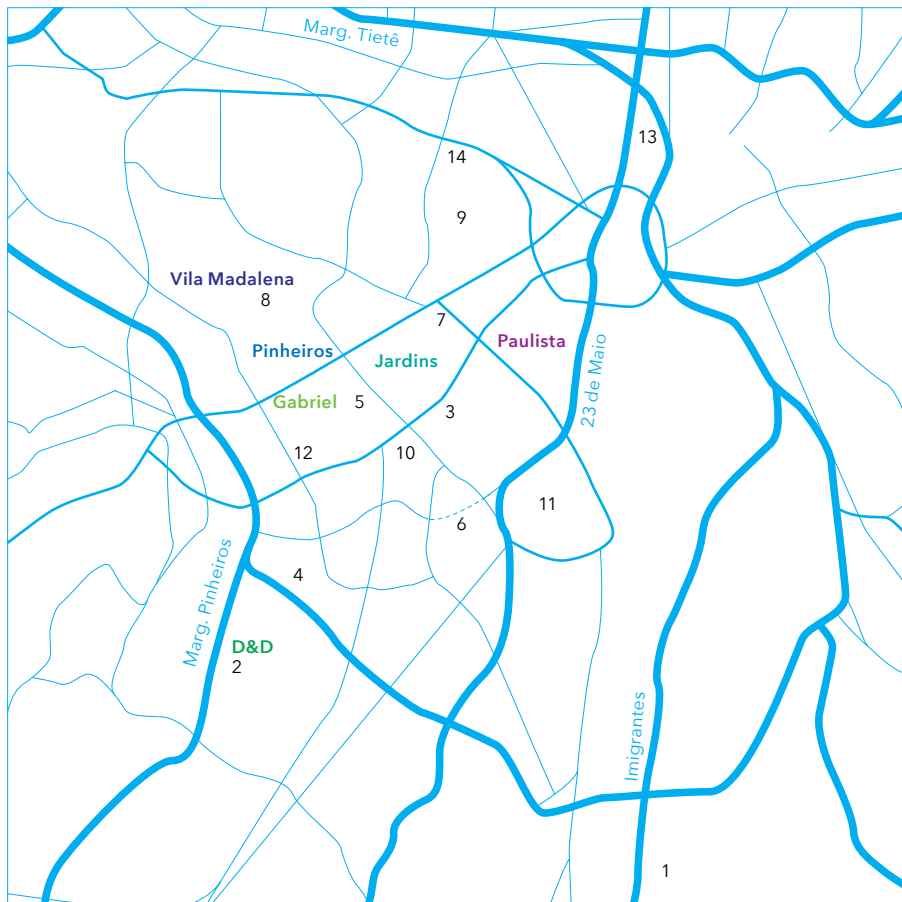 Marg. Tietê
13
14
9
Vila Madalena
8
7
Paulista
Pinheiros
Jardins
23 de Maio
Gabriel
5
3
12
10
11
6
4
Marg. Pinheiros
D&D
2
Imigrantes
1